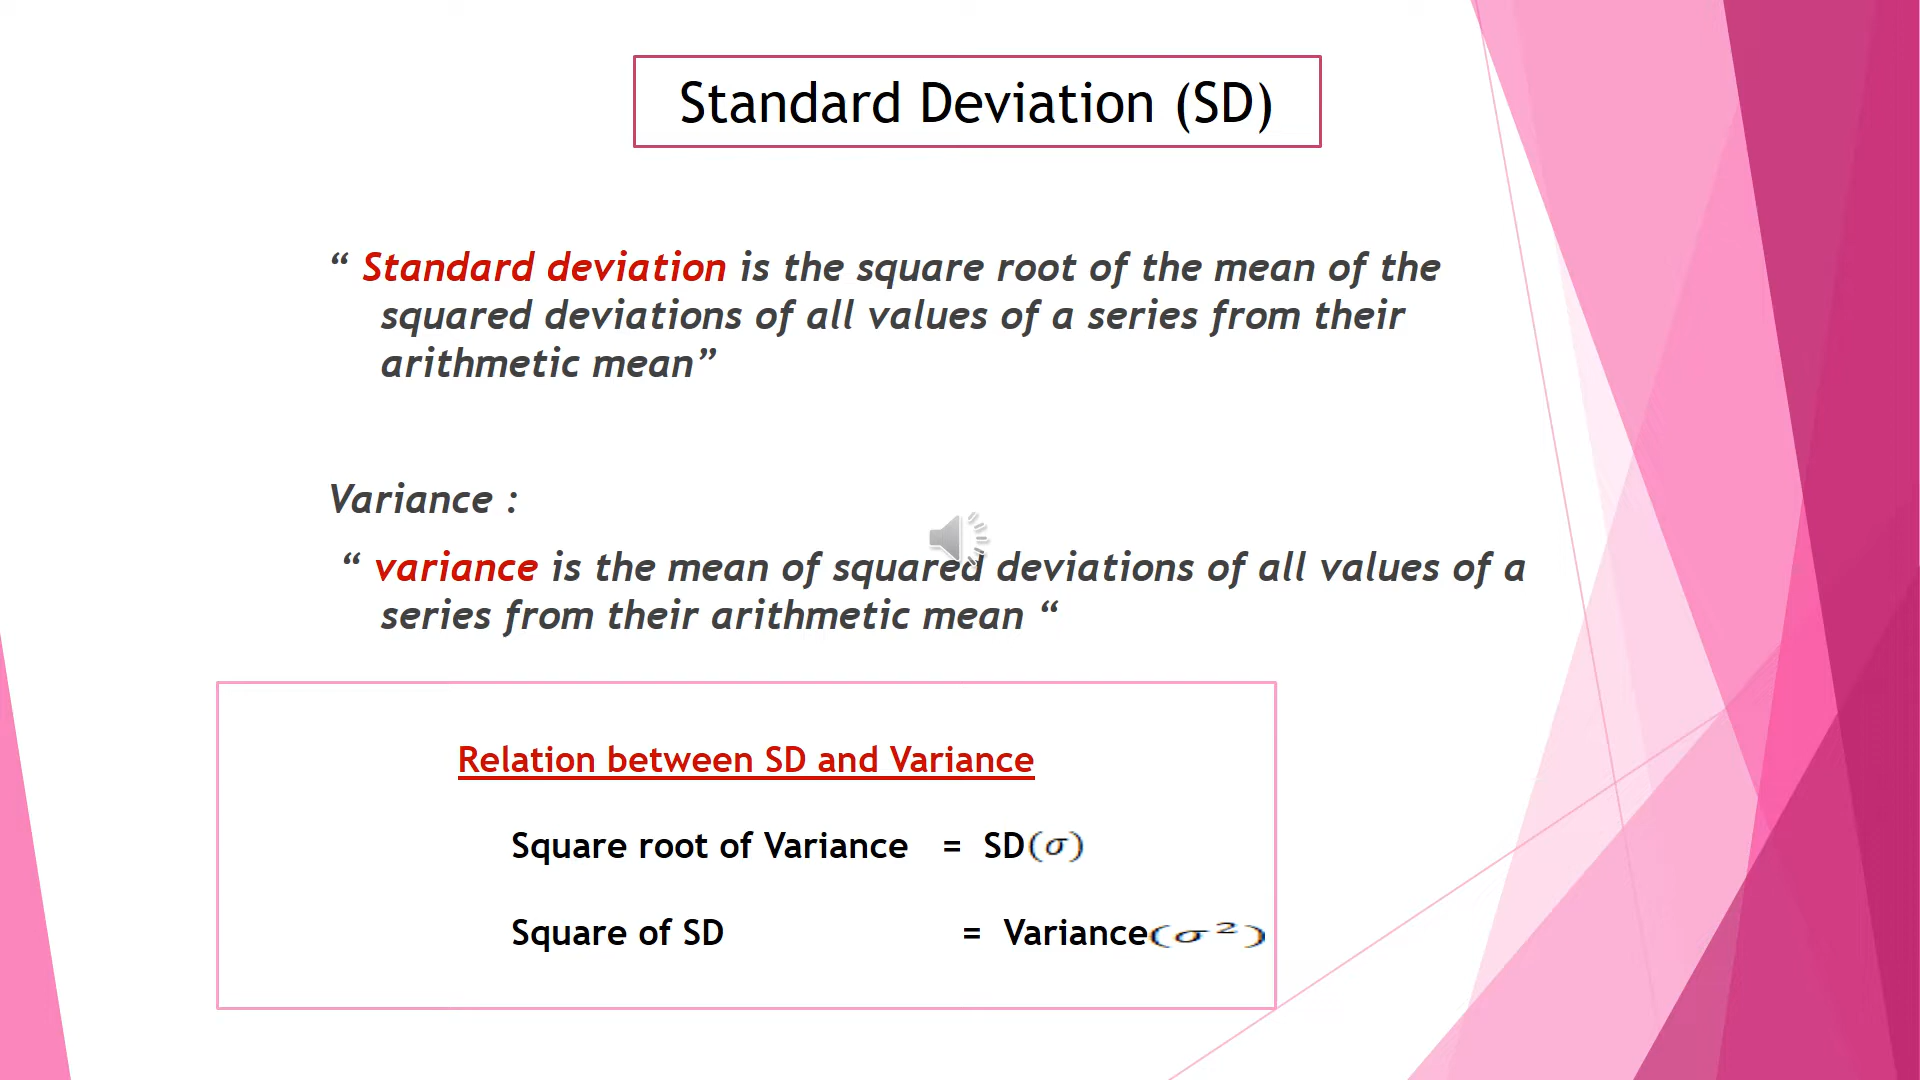 Standard Deviation (SD)
“ Standard deviation is the square root of the mean of the
squared deviations of all values of a series from their
arithmetic mean”
Variance :
“ variance is the mean of squared deviations of all values of a
series from their arithmetic mean “
Relation between SD and Variance
Square root of Variance = SD(σ)
Square of SD = Variance(σ²)